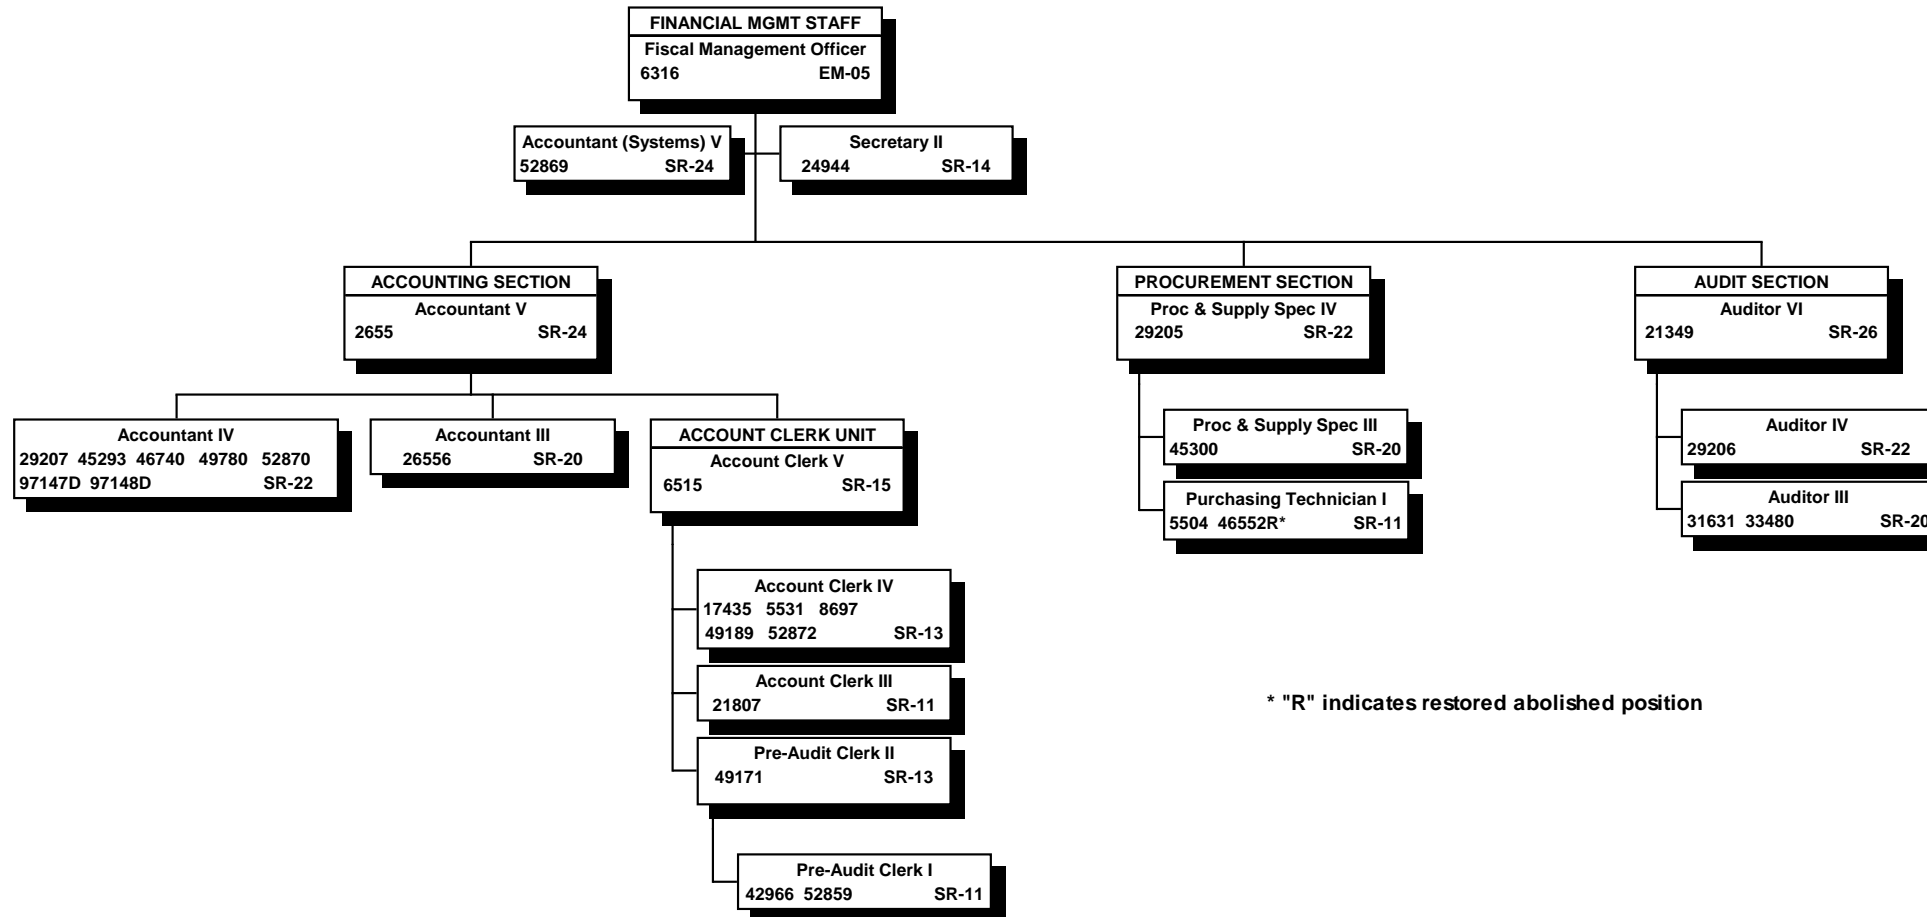 FINANCIAL MGMT STAFF
Fiscal Management Officer
6316 EM-05
Accountant (Systems) V
52869 SR-24
Secretary II
24944 SR-14
ACCOUNTING SECTION
Accountant V
2655 SR-24
PROCUREMENT SECTION
Proc & Supply Spec IV
29205 SR-22
AUDIT SECTION
Auditor VI
21349 SR-26
Accountant IV
29207 45293 46740 49780 52870
97147D 97148D SR-22
Accountant III
26556 SR-20
ACCOUNT CLERK UNIT
Account Clerk V
6515 SR-15
Account Clerk IV
17435 5531 8697
49189 52872 SR-13
Account Clerk III
21807 SR-11
Pre-Audit Clerk II
49171 SR-13
Pre-Audit Clerk I
42966 52859 SR-11
Proc & Supply Spec III
45300 SR-20
Purchasing Technician I
5504 46552R* SR-11
Auditor IV
29206 SR-22
Auditor III
31631 33480 SR-20
* "R" indicates restored abolished position